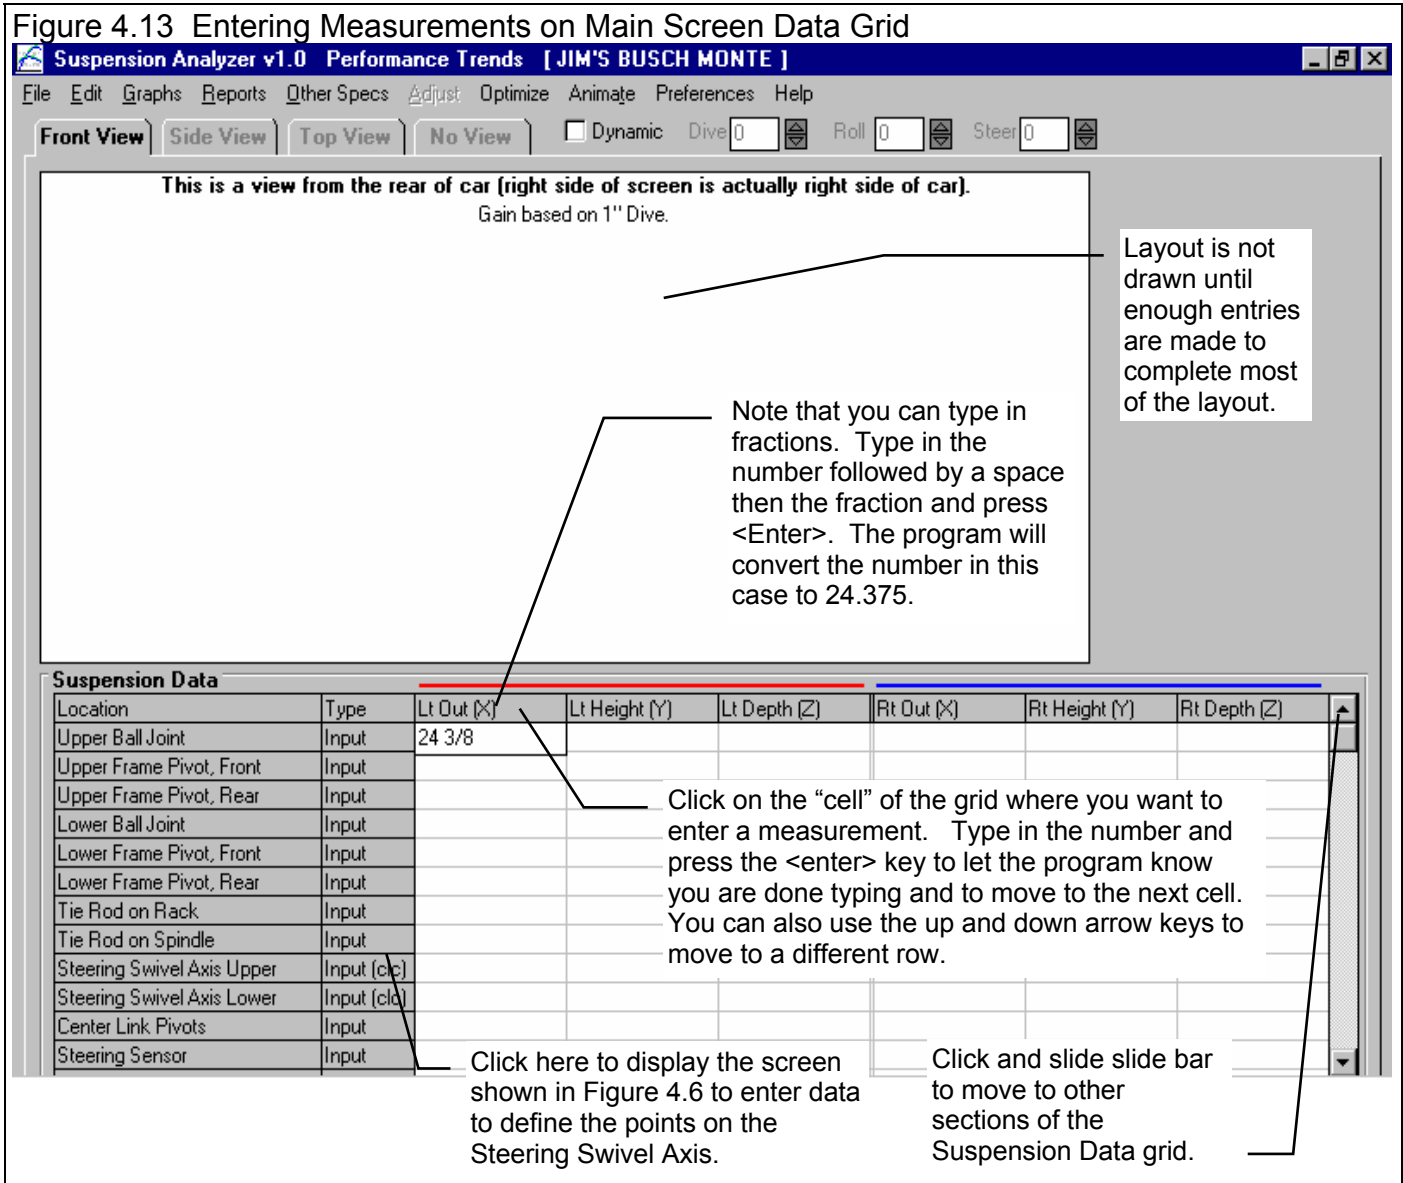 Figure 4.13  Entering Measurements on Main Screen Data Grid
Suspension Analyzer v1.0   Performance Trends   [ JIM'S BUSCH MONTE ]
File  Edit  Graphs  Reports  Other Specs  Adjust  Optimize  Animate  Preferences  Help
Front View  Side View  Top View  No View  Dynamic  Dive 0  Roll 0  Steer 0
This is a view from the rear of car (right side of screen is actually right side of car).
Gain based on 1" Dive.
Layout is not
drawn until
enough entries
are made to
complete most
of the layout.
Note that you can type in
fractions.  Type in the
number followed by a space
then the fraction and press
<Enter>.  The program will
convert the number in this
case to 24.375.
Suspension Data
Location  Type  Lt Out (X)  Lt Height (Y)  Lt Depth (Z)  Rt Out (X)  Rt Height (Y)  Rt Depth (Z)
Upper Ball Joint  Input  24 3/8
Upper Frame Pivot, Front  Input
Upper Frame Pivot, Rear  Input
Lower Ball Joint  Input
Lower Frame Pivot, Front  Input
Lower Frame Pivot, Rear  Input
Tie Rod on Rack  Input
Tie Rod on Spindle  Input
Steering Swivel Axis Upper  Input (clc)
Steering Swivel Axis Lower  Input (clc)
Center Link Pivots  Input
Steering Sensor  Input
Click on the “cell” of the grid where you want to
enter a measurement.   Type in the number and
press the <enter> key to let the program know
you are done typing and to move to the next cell.
You can also use the up and down arrow keys to
move to a different row.
Click here to display the screen
shown in Figure 4.6 to enter data
to define the points on the
Steering Swivel Axis.
Click and slide slide bar
to move to other
sections of the
Suspension Data grid.